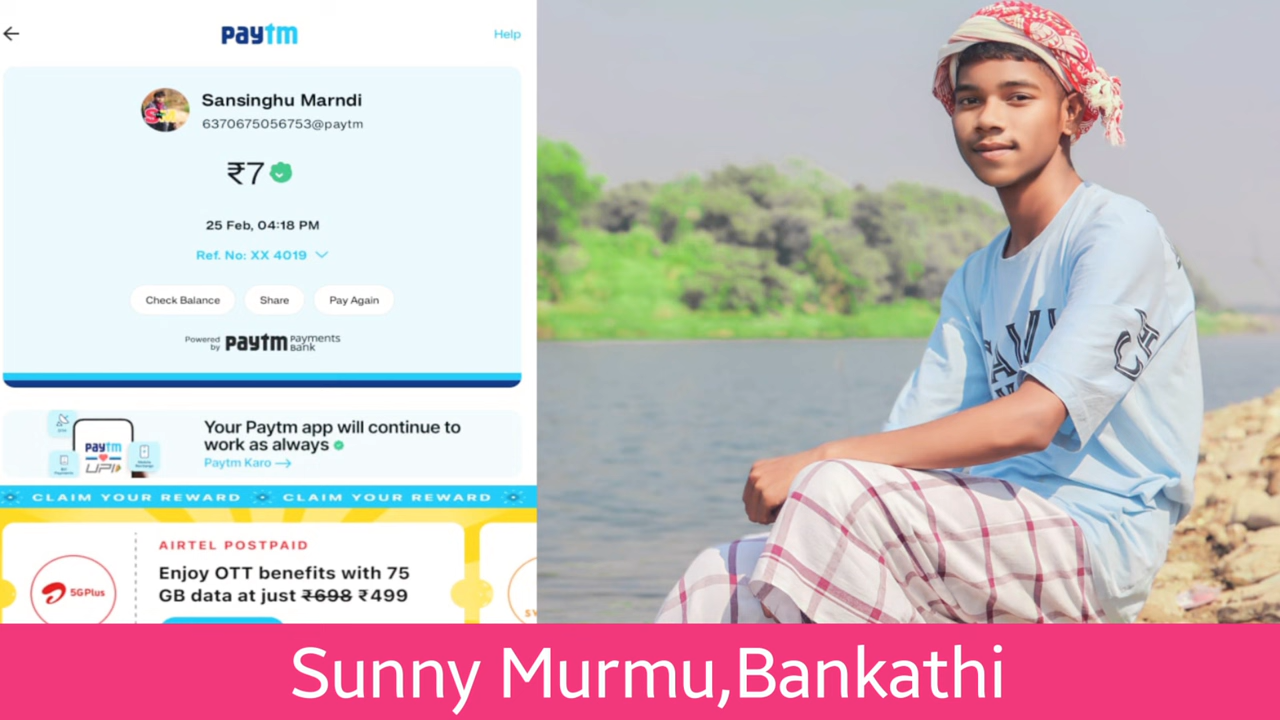 paytm
Help
Sansinghu Marndi
6370675056753@paytm
₹7
25 Feb, 04:18 PM
Ref. No: XX 4019
Check Balance
Share
Pay Again
Powered by paytm Payments Bank
Your Paytm app will continue to
work as always
Paytm Karo
paytm
UPI
CLAIM YOUR REWARD CLAIM YOUR REWARD
AIRTEL POSTPAID
Enjoy OTT benefits with 75
GB data at just ₹698 ₹499
5G Plus
Sunny Murmu,Bankathi